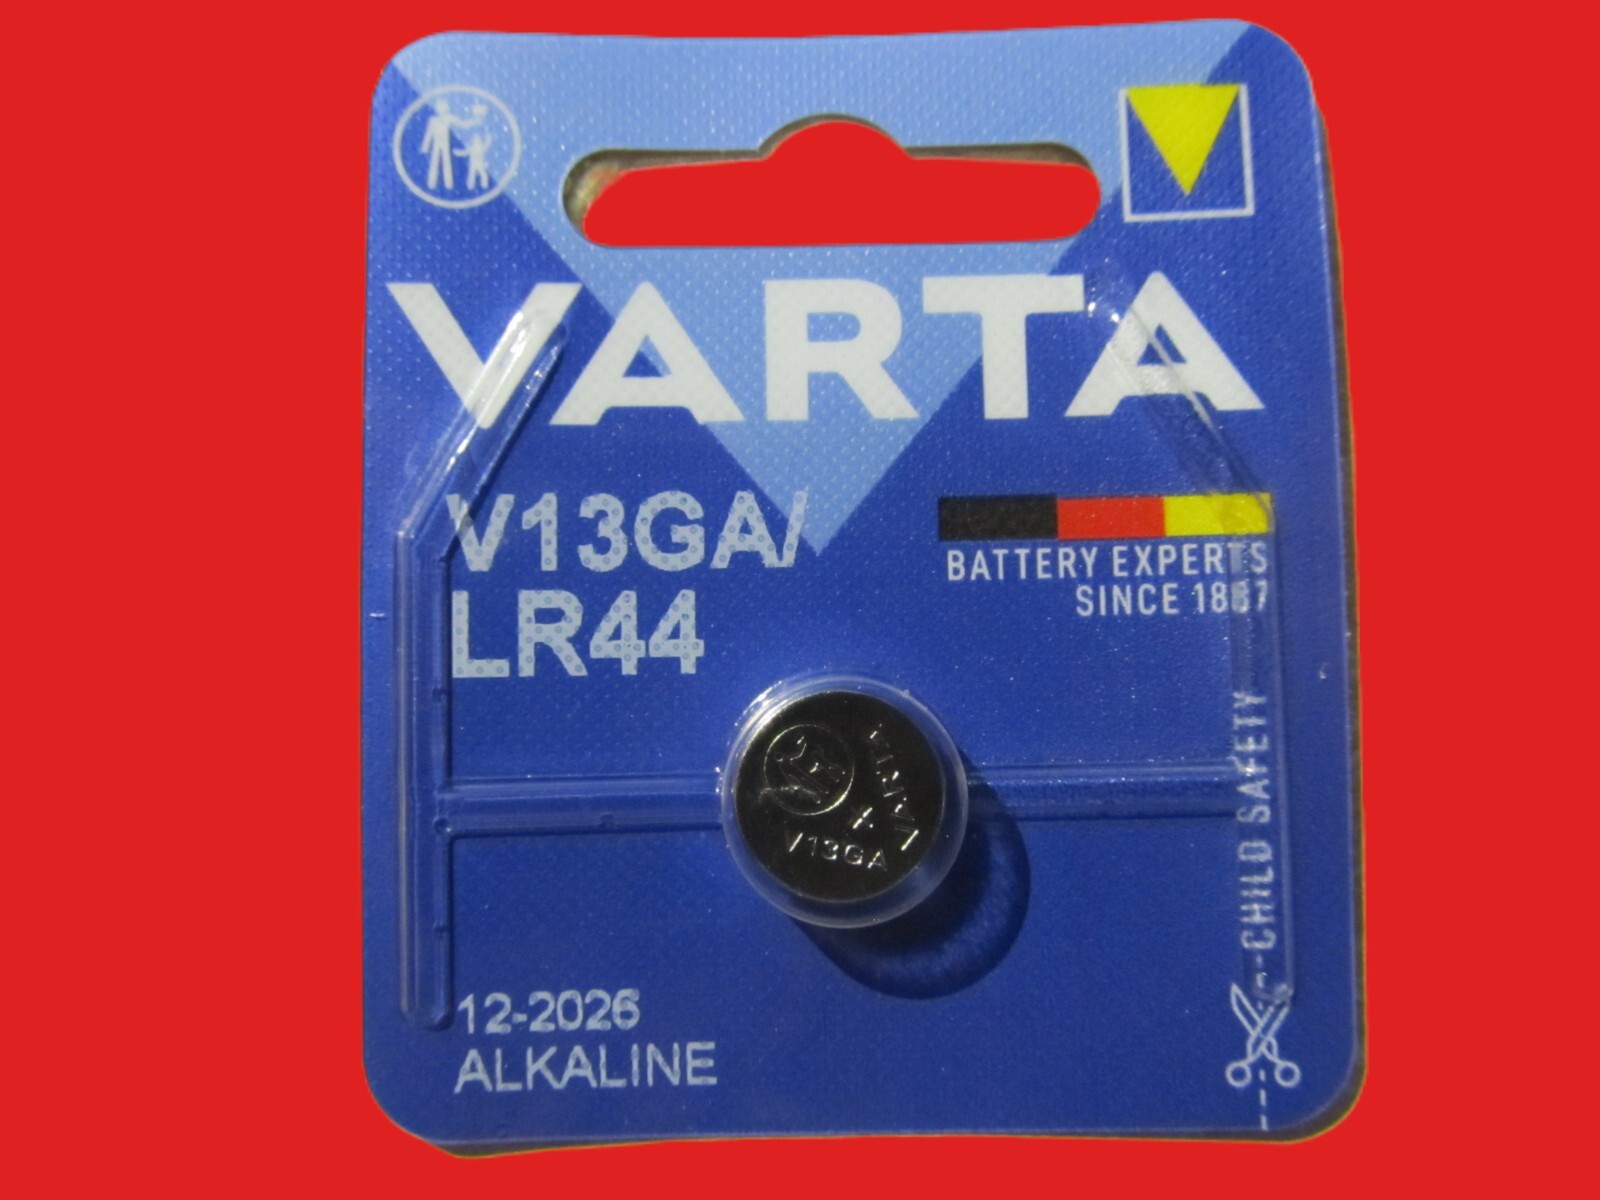 VARTA
V13GA/
LR44
BATTERY EXPERTS
SINCE 1887
VARTA
+
V13GA
CHILD SAFETY
12-2026
ALKALINE